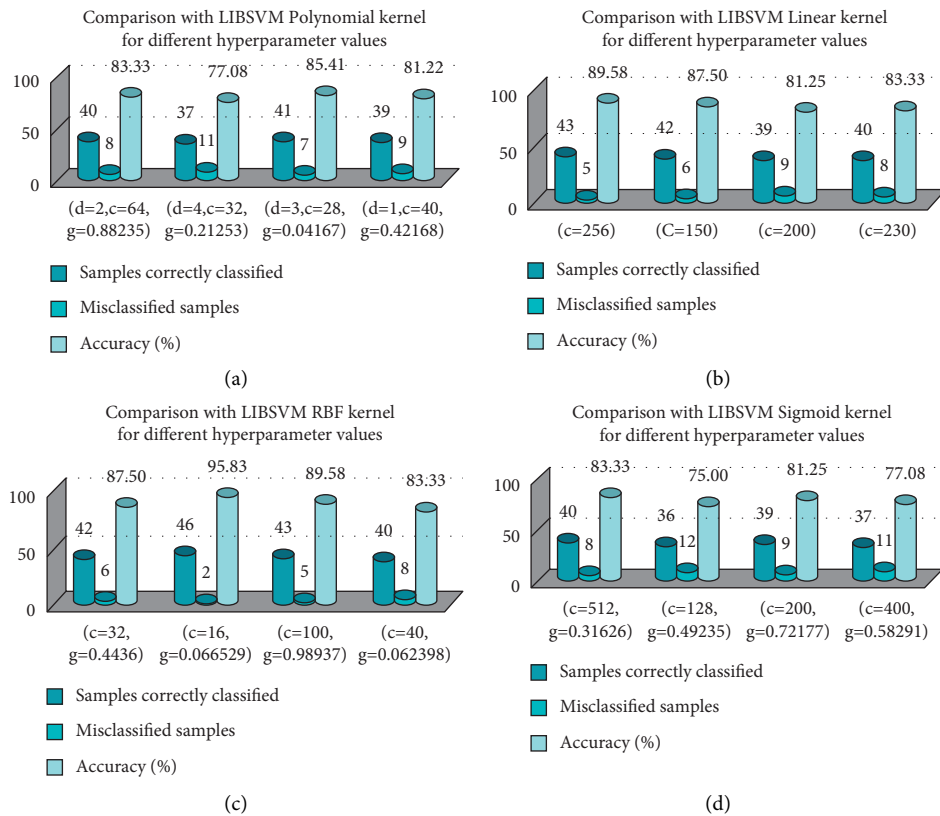 Comparison with LIBSVM Polynomial kernel
for different hyperparameter values
100
50
0
40
8
83.33
37
11
77.08
41
7
85.41
39
9
81.22
(d=2,c=64, (d=4,c=32, (d=3,c=28, (d=1,c=40,
g=0.88235) g=0.21253) g=0.04167) g=0.42168)
Samples correctly classified
Misclassified samples
Accuracy (%)
(a)
Comparison with LIBSVM Linear kernel
for different hyperparameter values
100
50
0
43
5
89.58
42
6
87.50
39
9
81.25
40
8
83.33
(c=256) (C=150) (c=200) (c=230)
Samples correctly classified
Misclassified samples
Accuracy (%)
(b)
Comparison with LIBSVM RBF kernel
for different hyperparameter values
100
50
0
42
6
87.50
46
2
95.83
43
5
89.58
40
8
83.33
(c=32, (c=16, (c=100, (c=40,
g=0.4436) g=0.066529) g=0.98937) g=0.062398)
Samples correctly classified
Misclassified samples
Accuracy (%)
(c)
Comparison with LIBSVM Sigmoid kernel
for different hyperparameter values
100
50
0
40
8
83.33
36
12
75.00
39
9
81.25
37
11
77.08
(c=512, (c=128, (c=200, (c=400,
g=0.31626) g=0.49235) g=0.72177) g=0.58291)
Samples correctly classified
Misclassified samples
Accuracy (%)
(d)